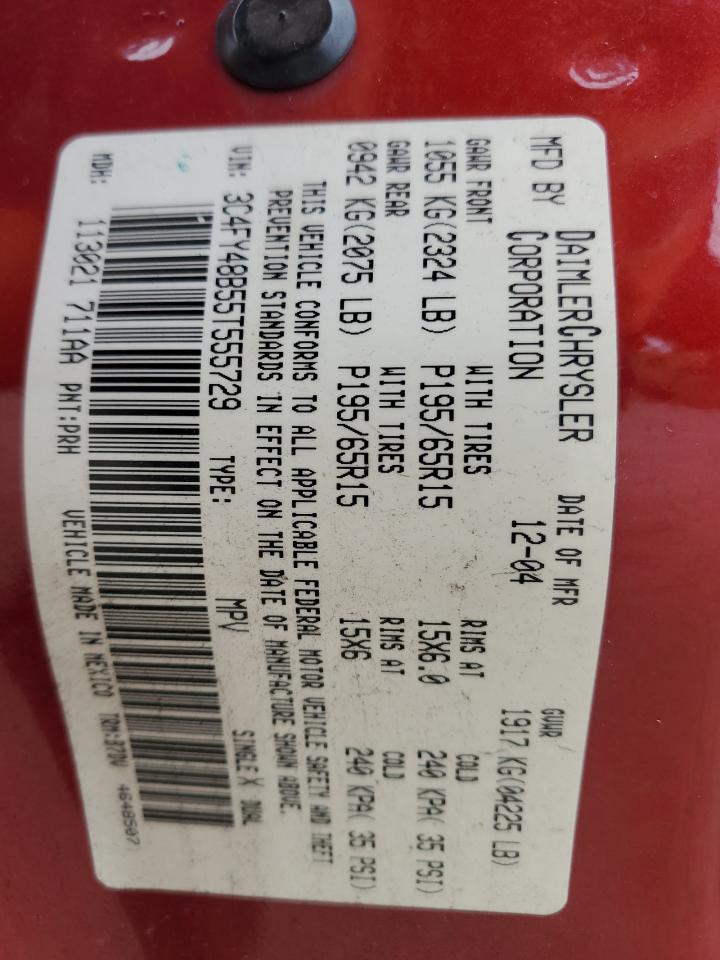 MFD BY DAIMLERCHRYSLER CORPORATION
DATE OF MFR 12-04
GVWR 1917 KG(04225 LB)
GAWR FRONT WITH TIRES RIMS AT COLD
1055 KG(2324 LB) P195/65R15 15X6.0 240 KPA( 35 PSI)
GAWR REAR WITH TIRES RIMS AT COLD
0942 KG(2075 LB) P195/65R15 15X6 240 KPA( 35 PSI)
THIS VEHICLE CONFORMS TO ALL APPLICABLE FEDERAL MOTOR VEHICLE SAFETY AND THEFT
PREVENTION STANDARDS IN EFFECT ON THE DATE OF MANUFACTURE SHOWN ABOVE.
VIN: 3C4FY48B55T555729 TYPE: MPV SINGLE X DUAL
MDH: 113021 711AA PNT:PRH VEHICLE MADE IN MEXICO TRM:B7DV 4648507